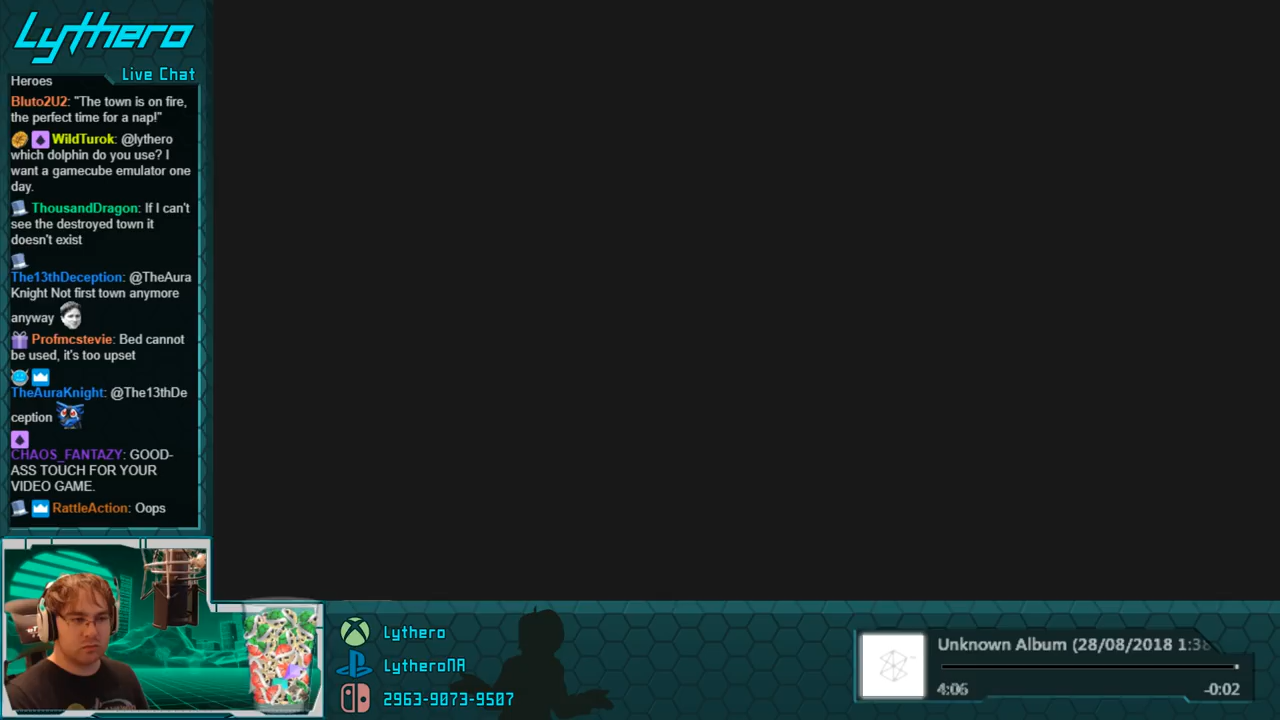 Lythero
Live Chat
Heroes
Bluto2U2: "The town is on fire,
the perfect time for a nap!"
WildTurok: @lythero
which dolphin do you use? I
want a gamecube emulator one
day.
ThousandDragon: If I can't
see the destroyed town it
doesn't exist
The13thDeception: @TheAura
Knight Not first town anymore
anyway
Profmcstevie: Bed cannot
be used, it's too upset
TheAuraKnight: @The13thDe
ception
CHAOS_FANTAZY: GOOD-
ASS TOUCH FOR YOUR
VIDEO GAME.
RattleAction: Oops
Lythero
LytheroNA
2963-9073-9507
Unknown Album (28/08/2018 1:38
4:06
-0:02